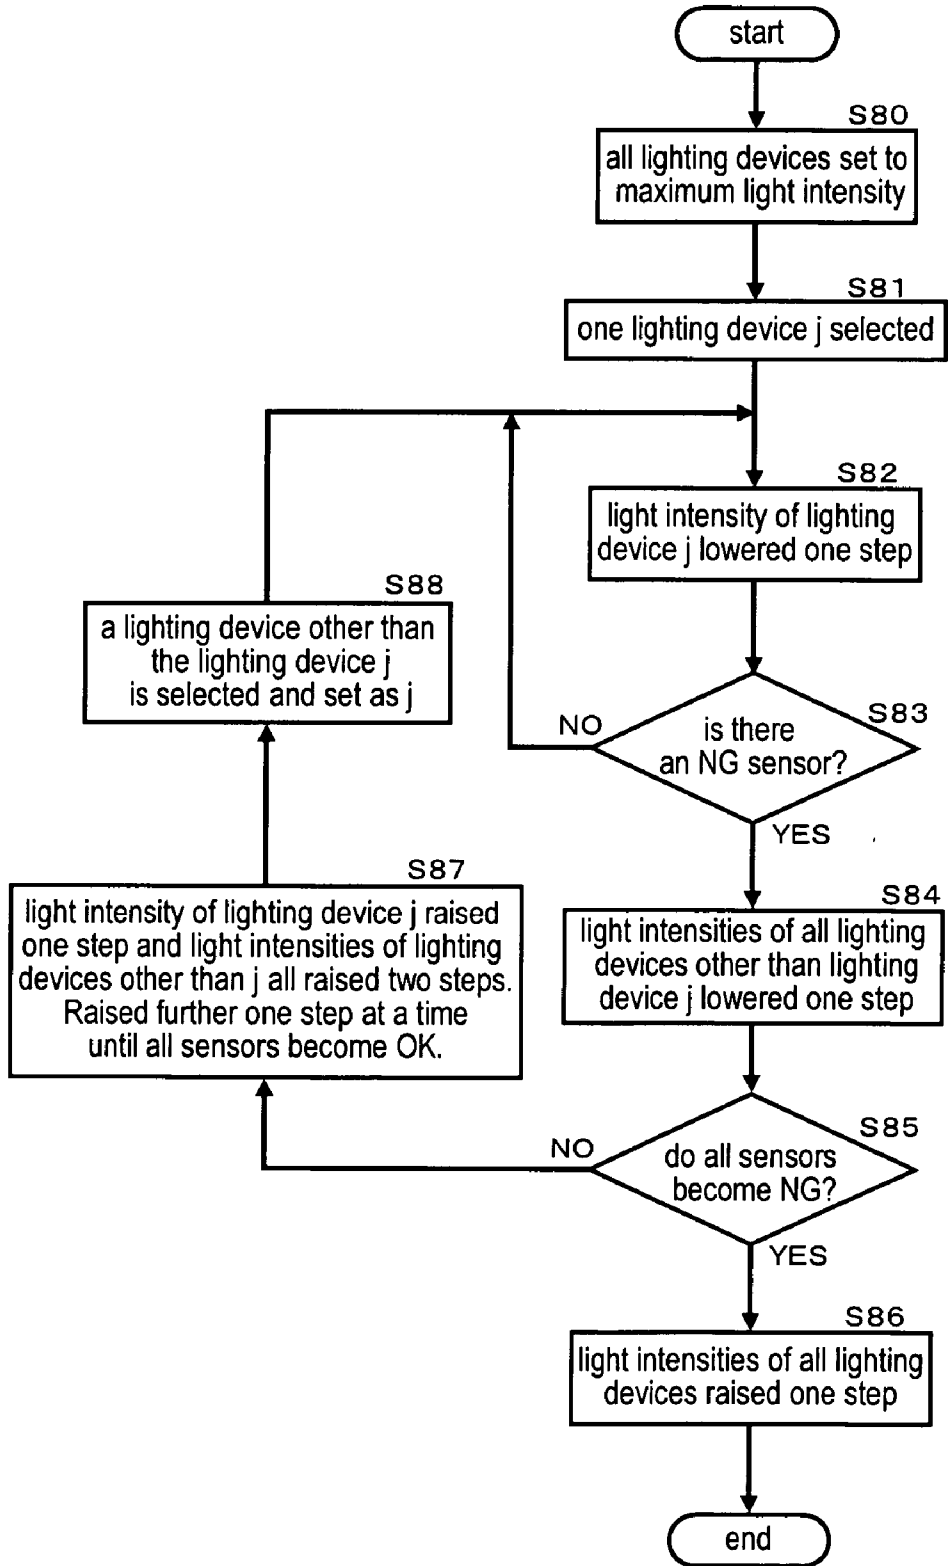 start
S80
all lighting devices set to
maximum light intensity
S81
one lighting device j selected
S82
light intensity of lighting
device j lowered one step
S83
is there
an NG sensor?
NO
YES
S84
light intensities of all lighting
devices other than lighting
device j lowered one step
S85
do all sensors
become NG?
NO
YES
S86
light intensities of all lighting
devices raised one step
end
S87
light intensity of lighting device j raised
one step and light intensities of lighting
devices other than j all raised two steps.
Raised further one step at a time
until all sensors become OK.
S88
a lighting device other than
the lighting device j
is selected and set as j